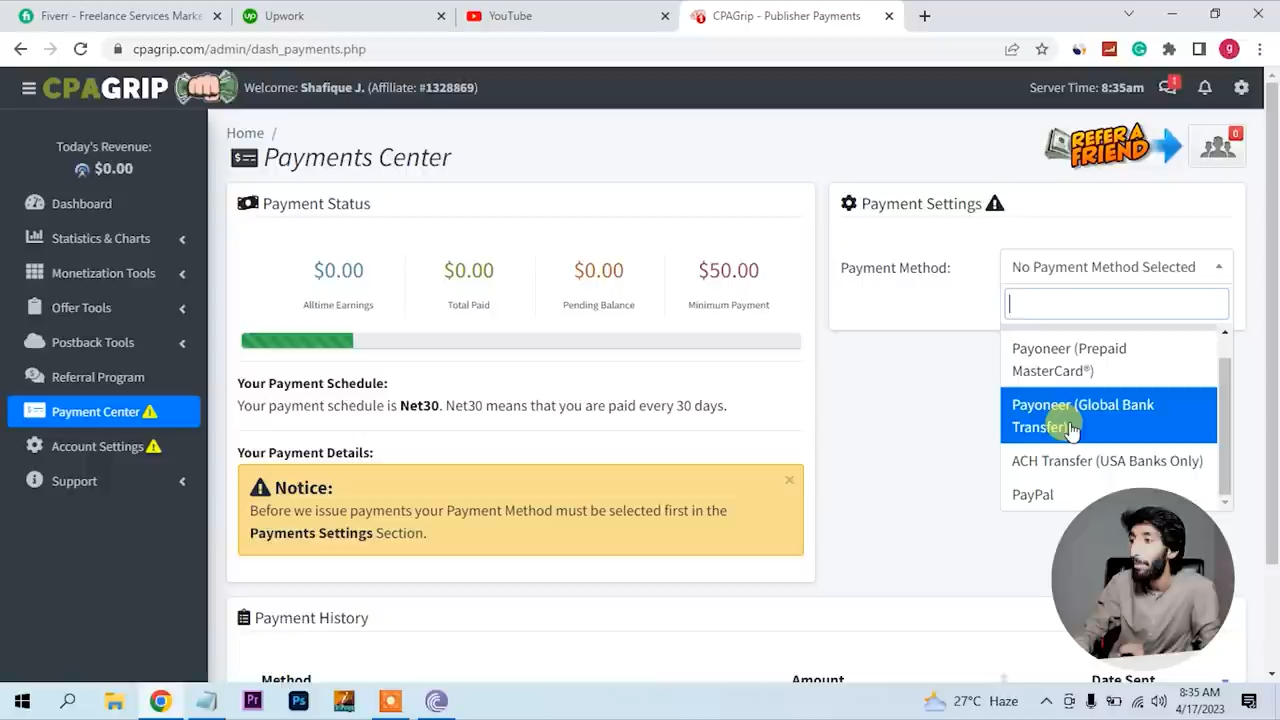 Fiverr - Freelance Services Marke
Upwork
YouTube
CPAGrip - Publisher Payments
cpagrip.com/admin/dash_payments.php
g
CPAGRIP
Welcome: Shafique J. (Affiliate: #1328869)
Server Time: 8:35am
1
Today's Revenue:
$0.00
Dashboard
Statistics & Charts
Monetization Tools
Offer Tools
Postback Tools
Referral Program
Payment Center
Account Settings
Support
Home /
Payments Center
REFER A
FRIEND
0
Payment Status
$0.00
$0.00
$0.00
$50.00
Alltime Earnings
Total Paid
Pending Balance
Minimum Payment
Your Payment Schedule:
Your payment schedule is Net30. Net30 means that you are paid every 30 days.
Your Payment Details:
Notice:
Before we issue payments your Payment Method must be selected first in the
Payments Settings Section.
Payment Settings
Payment Method:
No Payment Method Selected
Payoneer (Prepaid
MasterCard®)
Payoneer (Global Bank
Transfer)
ACH Transfer (USA Banks Only)
PayPal
Payment History
Method
Amount
Date Sent
Pr
Ps
27°C Haze
8:35 AM
4/17/2023